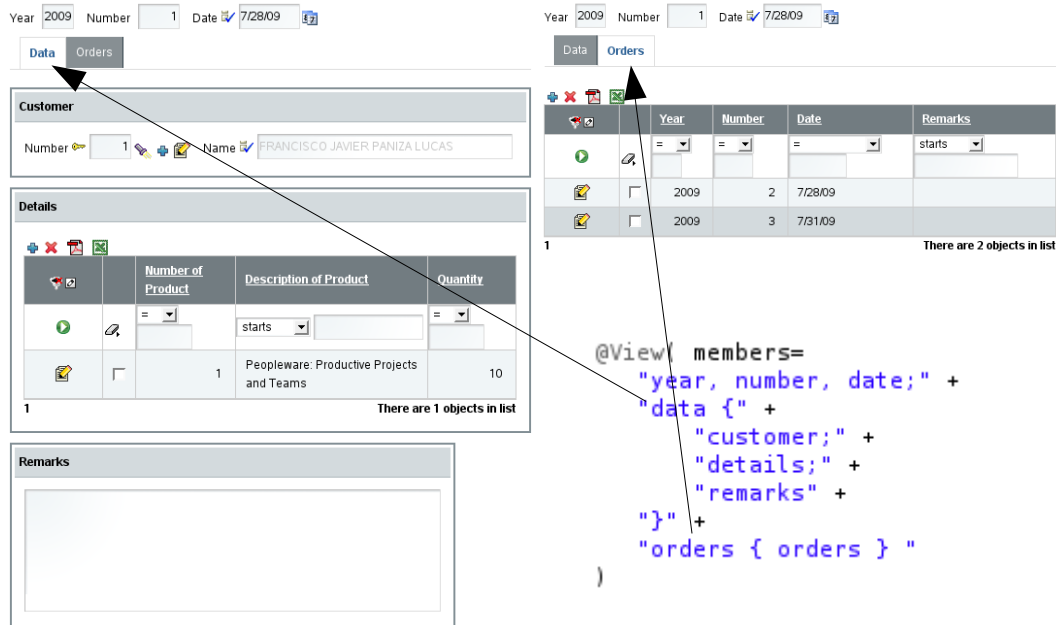 Year 2009 Number 1 Date 7/28/09
Data Orders
Customer
Number 1 Name FRANCISCO JAVIER PANIZA LUCAS
Details
Number of Product Description of Product Quantity
= starts =
1 Peopleware: Productive Projects and Teams 10
1 There are 1 objects in list
Remarks
Year 2009 Number 1 Date 7/28/09
Data Orders
Year Number Date Remarks
= = = starts
2009 2 7/28/09
2009 3 7/31/09
1 There are 2 objects in list
@View( members=
"year, number, date;" +
"data {" +
"customer;" +
"details;" +
"remarks" +
"}" +
"orders { orders } "
)